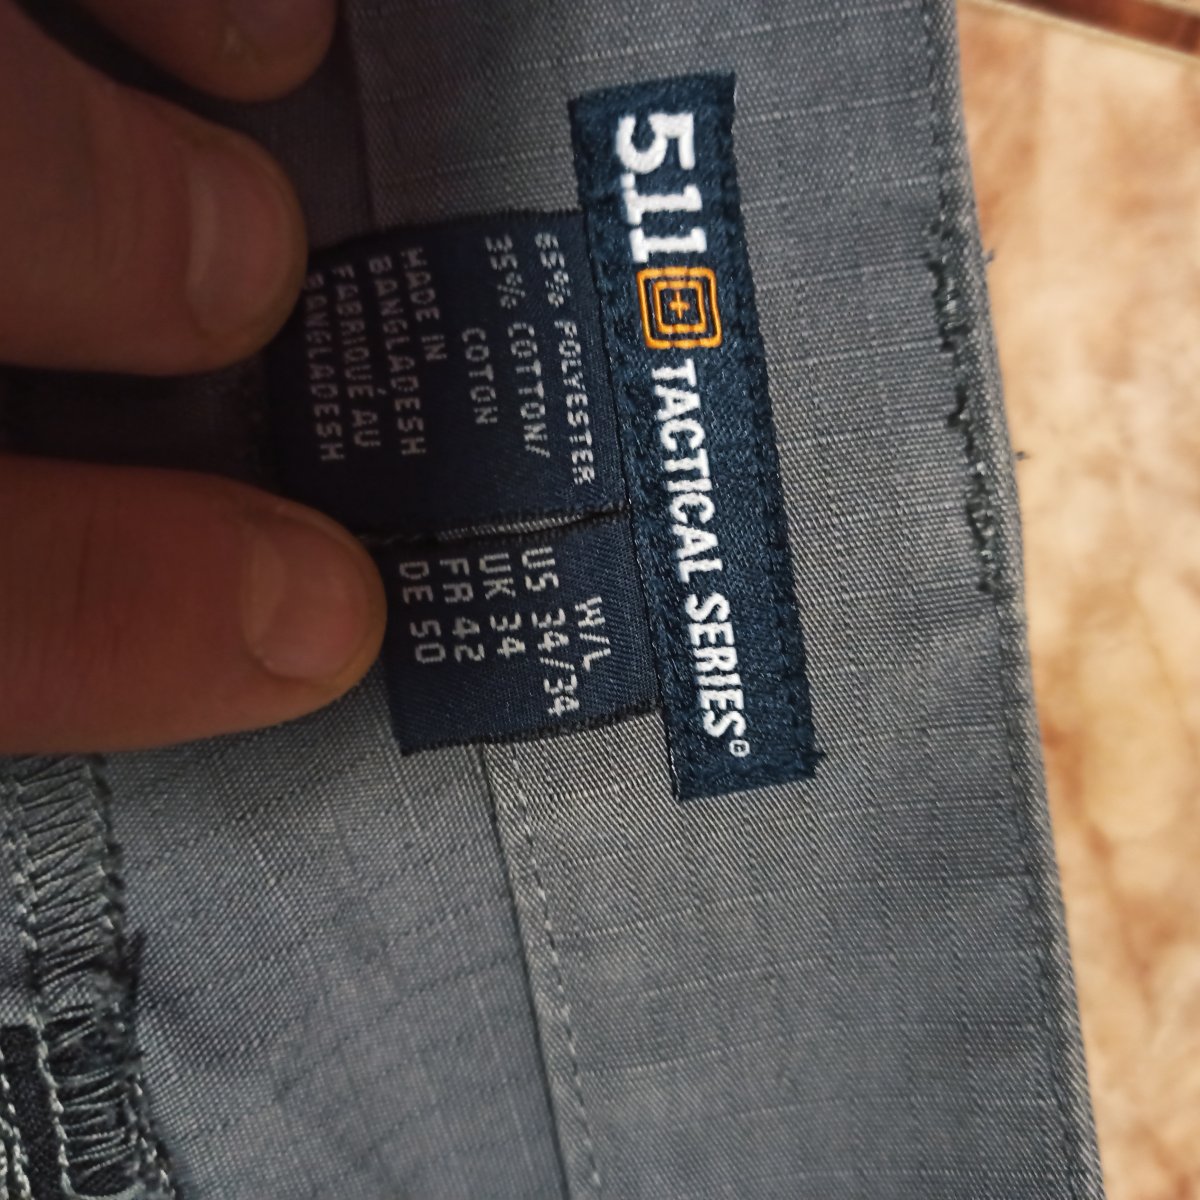 5.11 TACTICAL SERIES©
65% POLYESTER
35% COTTON/
COTON
MADE IN
BANGLADESH
FABRIQUÉ AU
BANGLADESH
W/L
US 34/34
UK 34
FR 42
DE 50